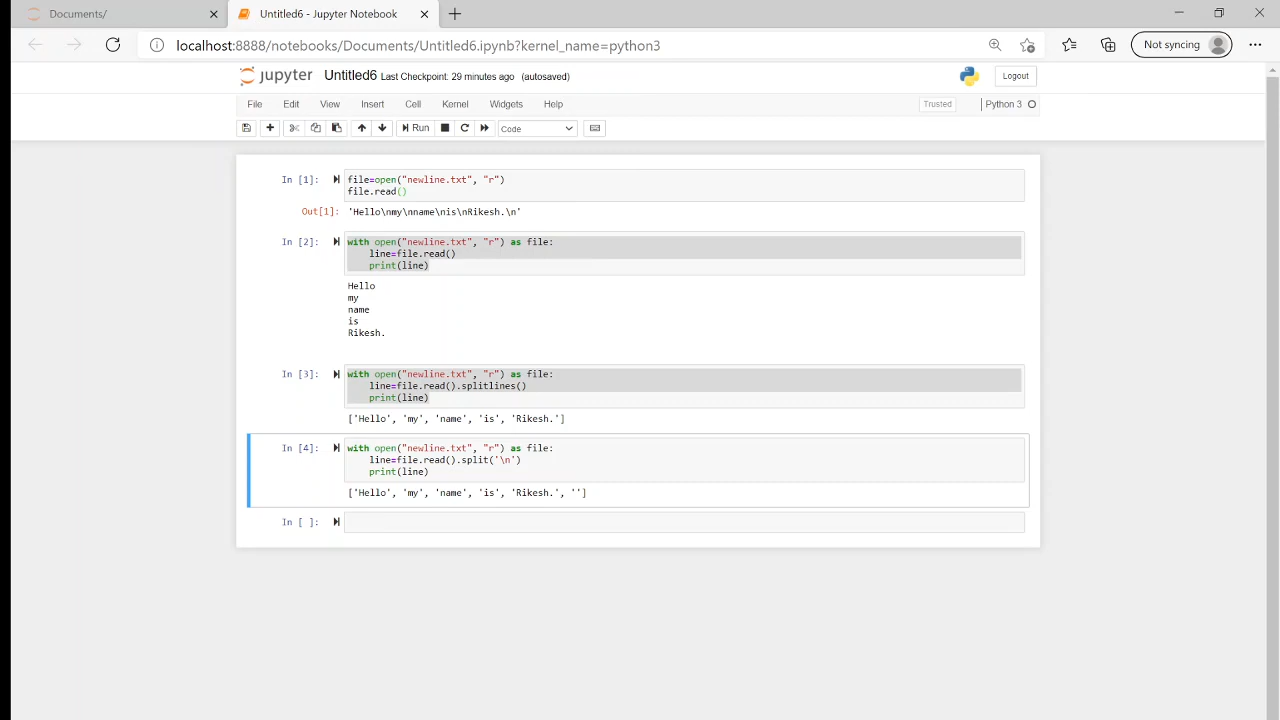 Documents/
Untitled6 - Jupyter Notebook
localhost:8888/notebooks/Documents/Untitled6.ipynb?kernel_name=python3
Not syncing
jupyter Untitled6 Last Checkpoint: 29 minutes ago (autosaved)
Logout
File Edit View Insert Cell Kernel Widgets Help
Trusted
Python 3
Run
Code
In [1]: file=open("newline.txt", "r")
file.read()
Out[1]: 'Hello\nmy\nname\nis\nRikesh.\n'
In [2]: with open("newline.txt", "r") as file:
line=file.read()
print(line)
Hello
my
name
is
Rikesh.
In [3]: with open("newline.txt", "r") as file:
line=file.read().splitlines()
print(line)
['Hello', 'my', 'name', 'is', 'Rikesh.']
In [4]: with open("newline.txt", "r") as file:
line=file.read().split('\n')
print(line)
['Hello', 'my', 'name', 'is', 'Rikesh.', '']
In [ ]: